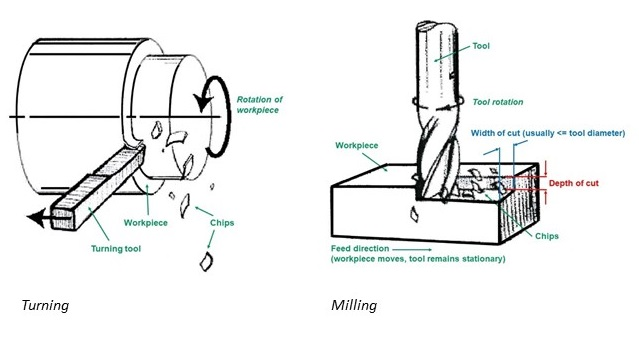 Rotation of
workpiece
Workpiece
Chips
Turning tool
Turning
Tool
Tool rotation
Width of cut (usually <= tool diameter)
Workpiece
Depth of cut
Chips
Feed direction
(workpiece moves, tool remains stationary)
Milling